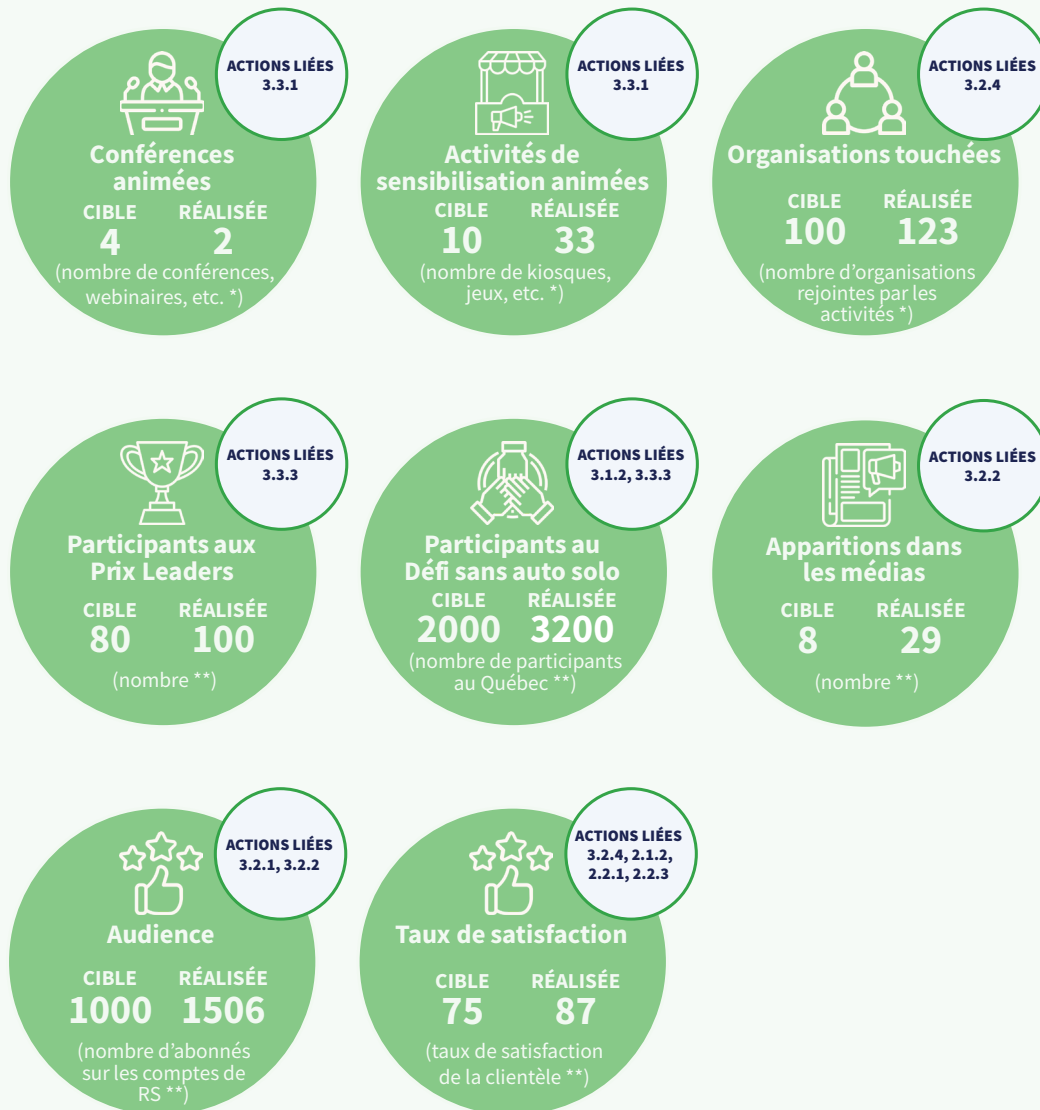 ACTIONS LIÉES
3.3.1
Conférences
animées
CIBLE RÉALISÉE
4 2
(nombre de conférences,
webinaires, etc. *)
ACTIONS LIÉES
3.3.1
Activités de
sensibilisation animées
CIBLE RÉALISÉE
10 33
(nombre de kiosques,
jeux, etc. *)
ACTIONS LIÉES
3.2.4
Organisations touchées
CIBLE RÉALISÉE
100 123
(nombre d'organisations
rejointes par les
activités *)
ACTIONS LIÉES
3.3.3
Participants aux
Prix Leaders
CIBLE RÉALISÉE
80 100
(nombre **)
ACTIONS LIÉES
3.1.2, 3.3.3
Participants au
Défi sans auto solo
CIBLE RÉALISÉE
2000 3200
(nombre de participants
au Québec **)
ACTIONS LIÉES
3.2.2
Apparitions dans
les médias
CIBLE RÉALISÉE
8 29
(nombre **)
ACTIONS LIÉES
3.2.1, 3.2.2
Audience
CIBLE RÉALISÉE
1000 1506
(nombre d'abonnés
sur les comptes de
RS **)
ACTIONS LIÉES
3.2.4, 2.1.2,
2.2.1, 2.2.3
Taux de satisfaction
CIBLE RÉALISÉE
75 87
(taux de satisfaction
de la clientèle **)